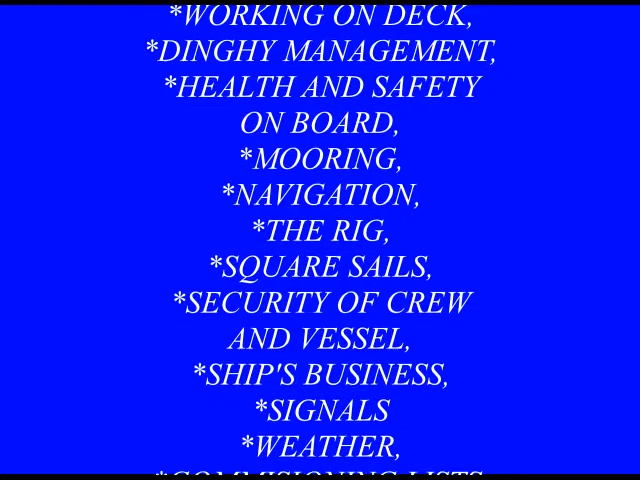 *WORKING ON DECK,
*DINGHY MANAGEMENT,
*HEALTH AND SAFETY
ON BOARD,
*MOORING,
*NAVIGATION,
*THE RIG,
*SQUARE SAILS,
*SECURITY OF CREW
AND VESSEL,
*SHIP'S BUSINESS,
*SIGNALS
*WEATHER,
*COMMISIONING LISTS